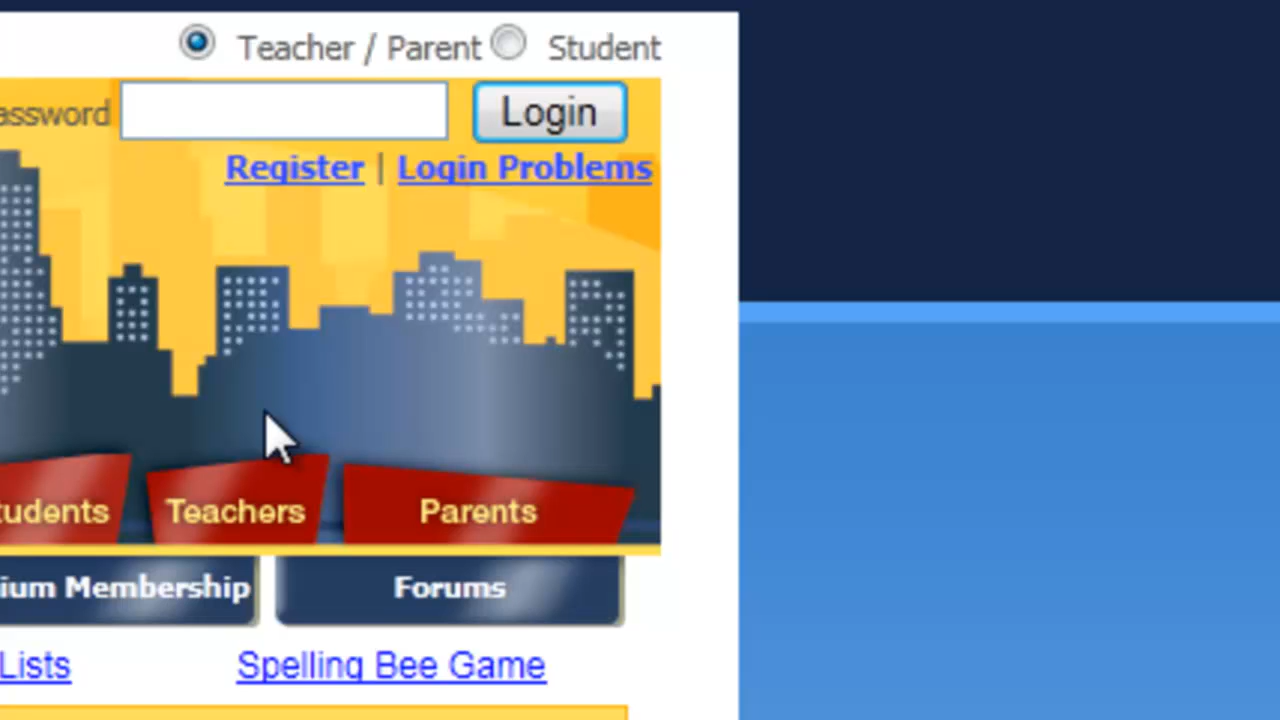 Teacher / Parent Student
assword Login
Register | Login Problems
tudents Teachers Parents
ium Membership Forums
Lists Spelling Bee Game